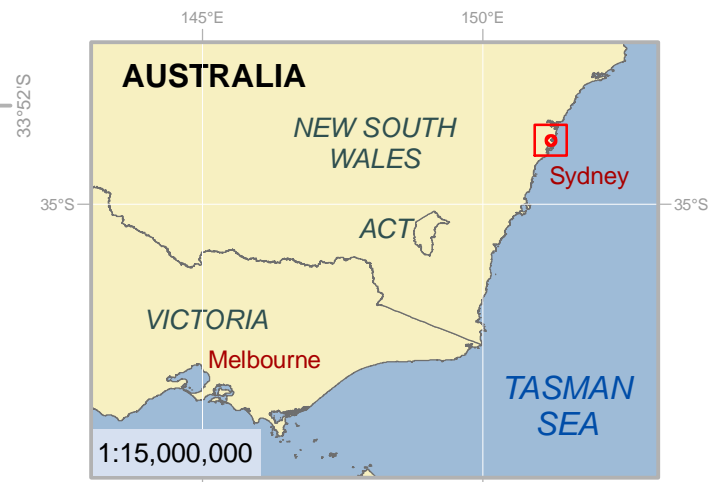 145°E
150°E
33°52'S
AUSTRALIA
NEW SOUTH
WALES
Sydney
35°S
35°S
ACT
VICTORIA
Melbourne
TASMAN
SEA
1:15,000,000